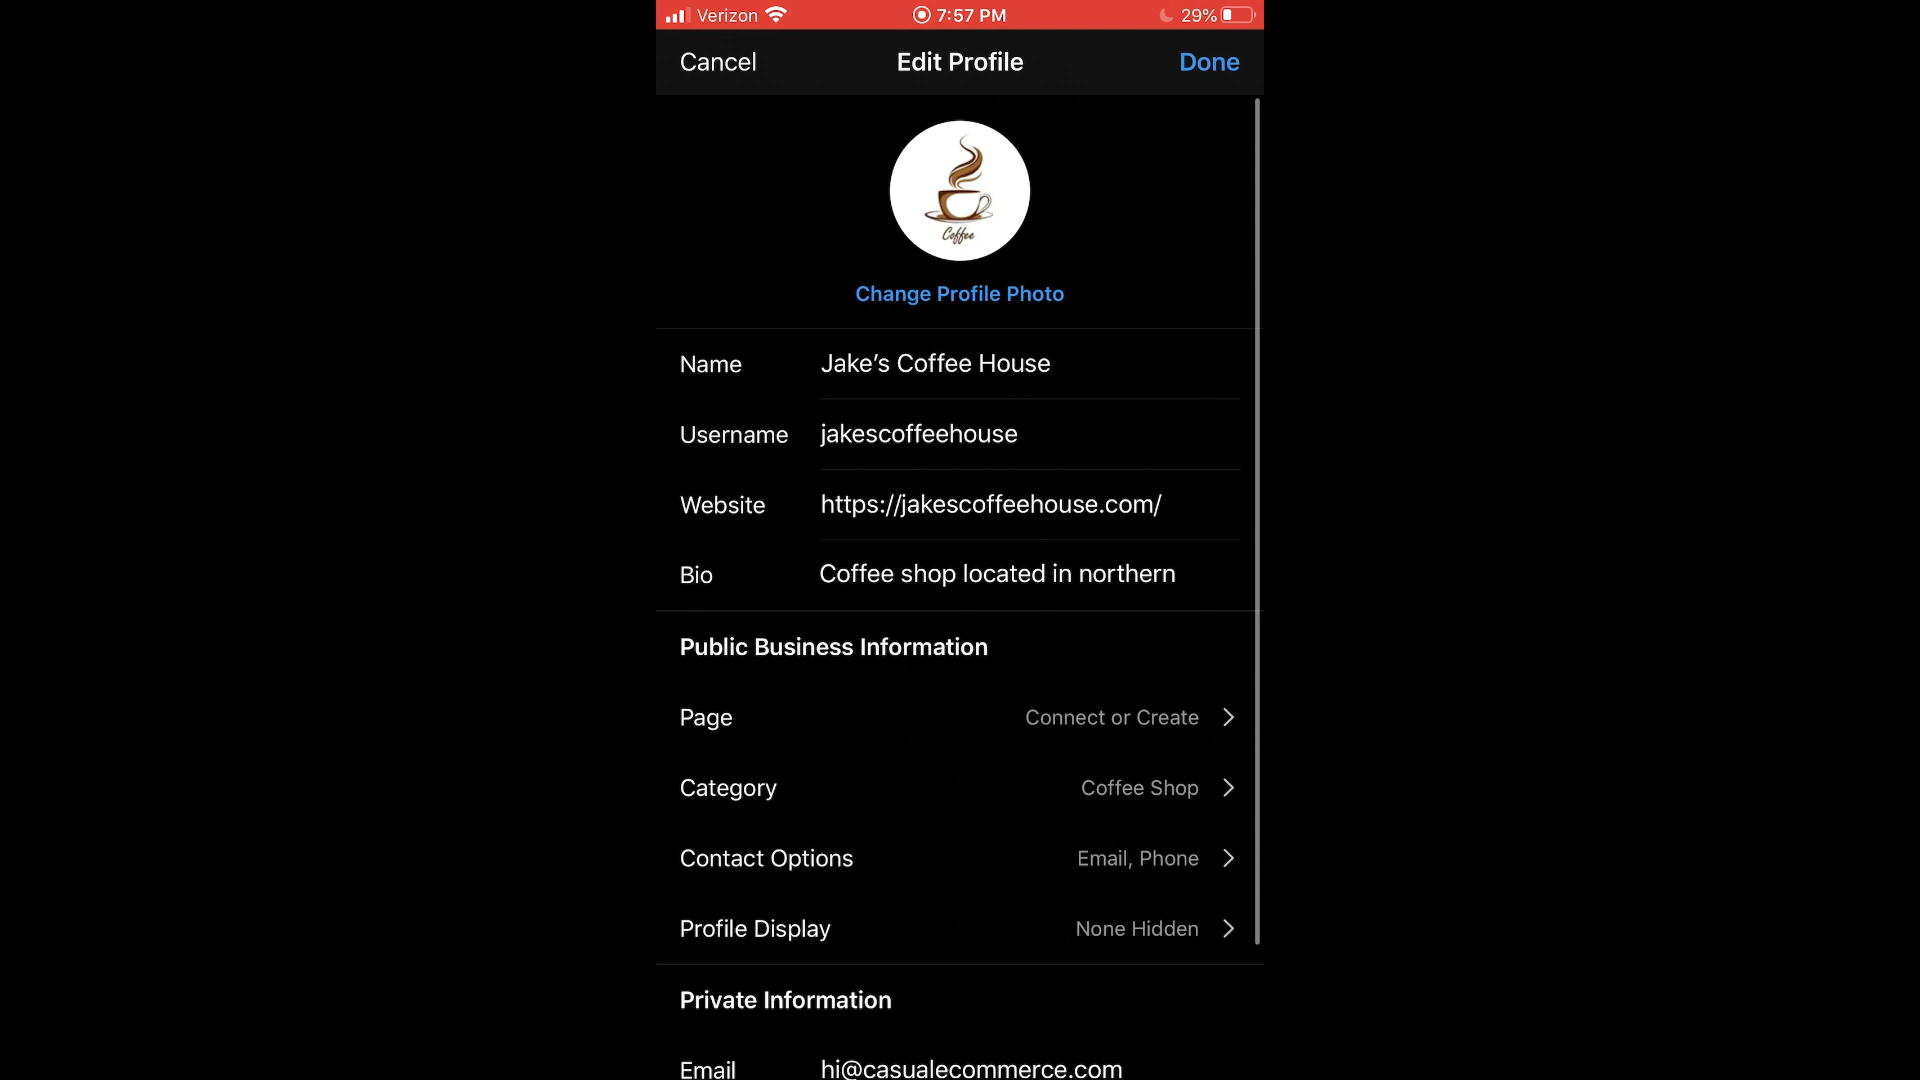 Verizon 7:57 PM 29%
Cancel Edit Profile Done
Coffee
Change Profile Photo
Name Jake’s Coffee House
Username jakescoffeehouse
Website https://jakescoffeehouse.com/
Bio Coffee shop located in northern
Public Business Information
Page Connect or Create
Category Coffee Shop
Contact Options Email, Phone
Profile Display None Hidden
Private Information
Email hi@casualecommerce.com